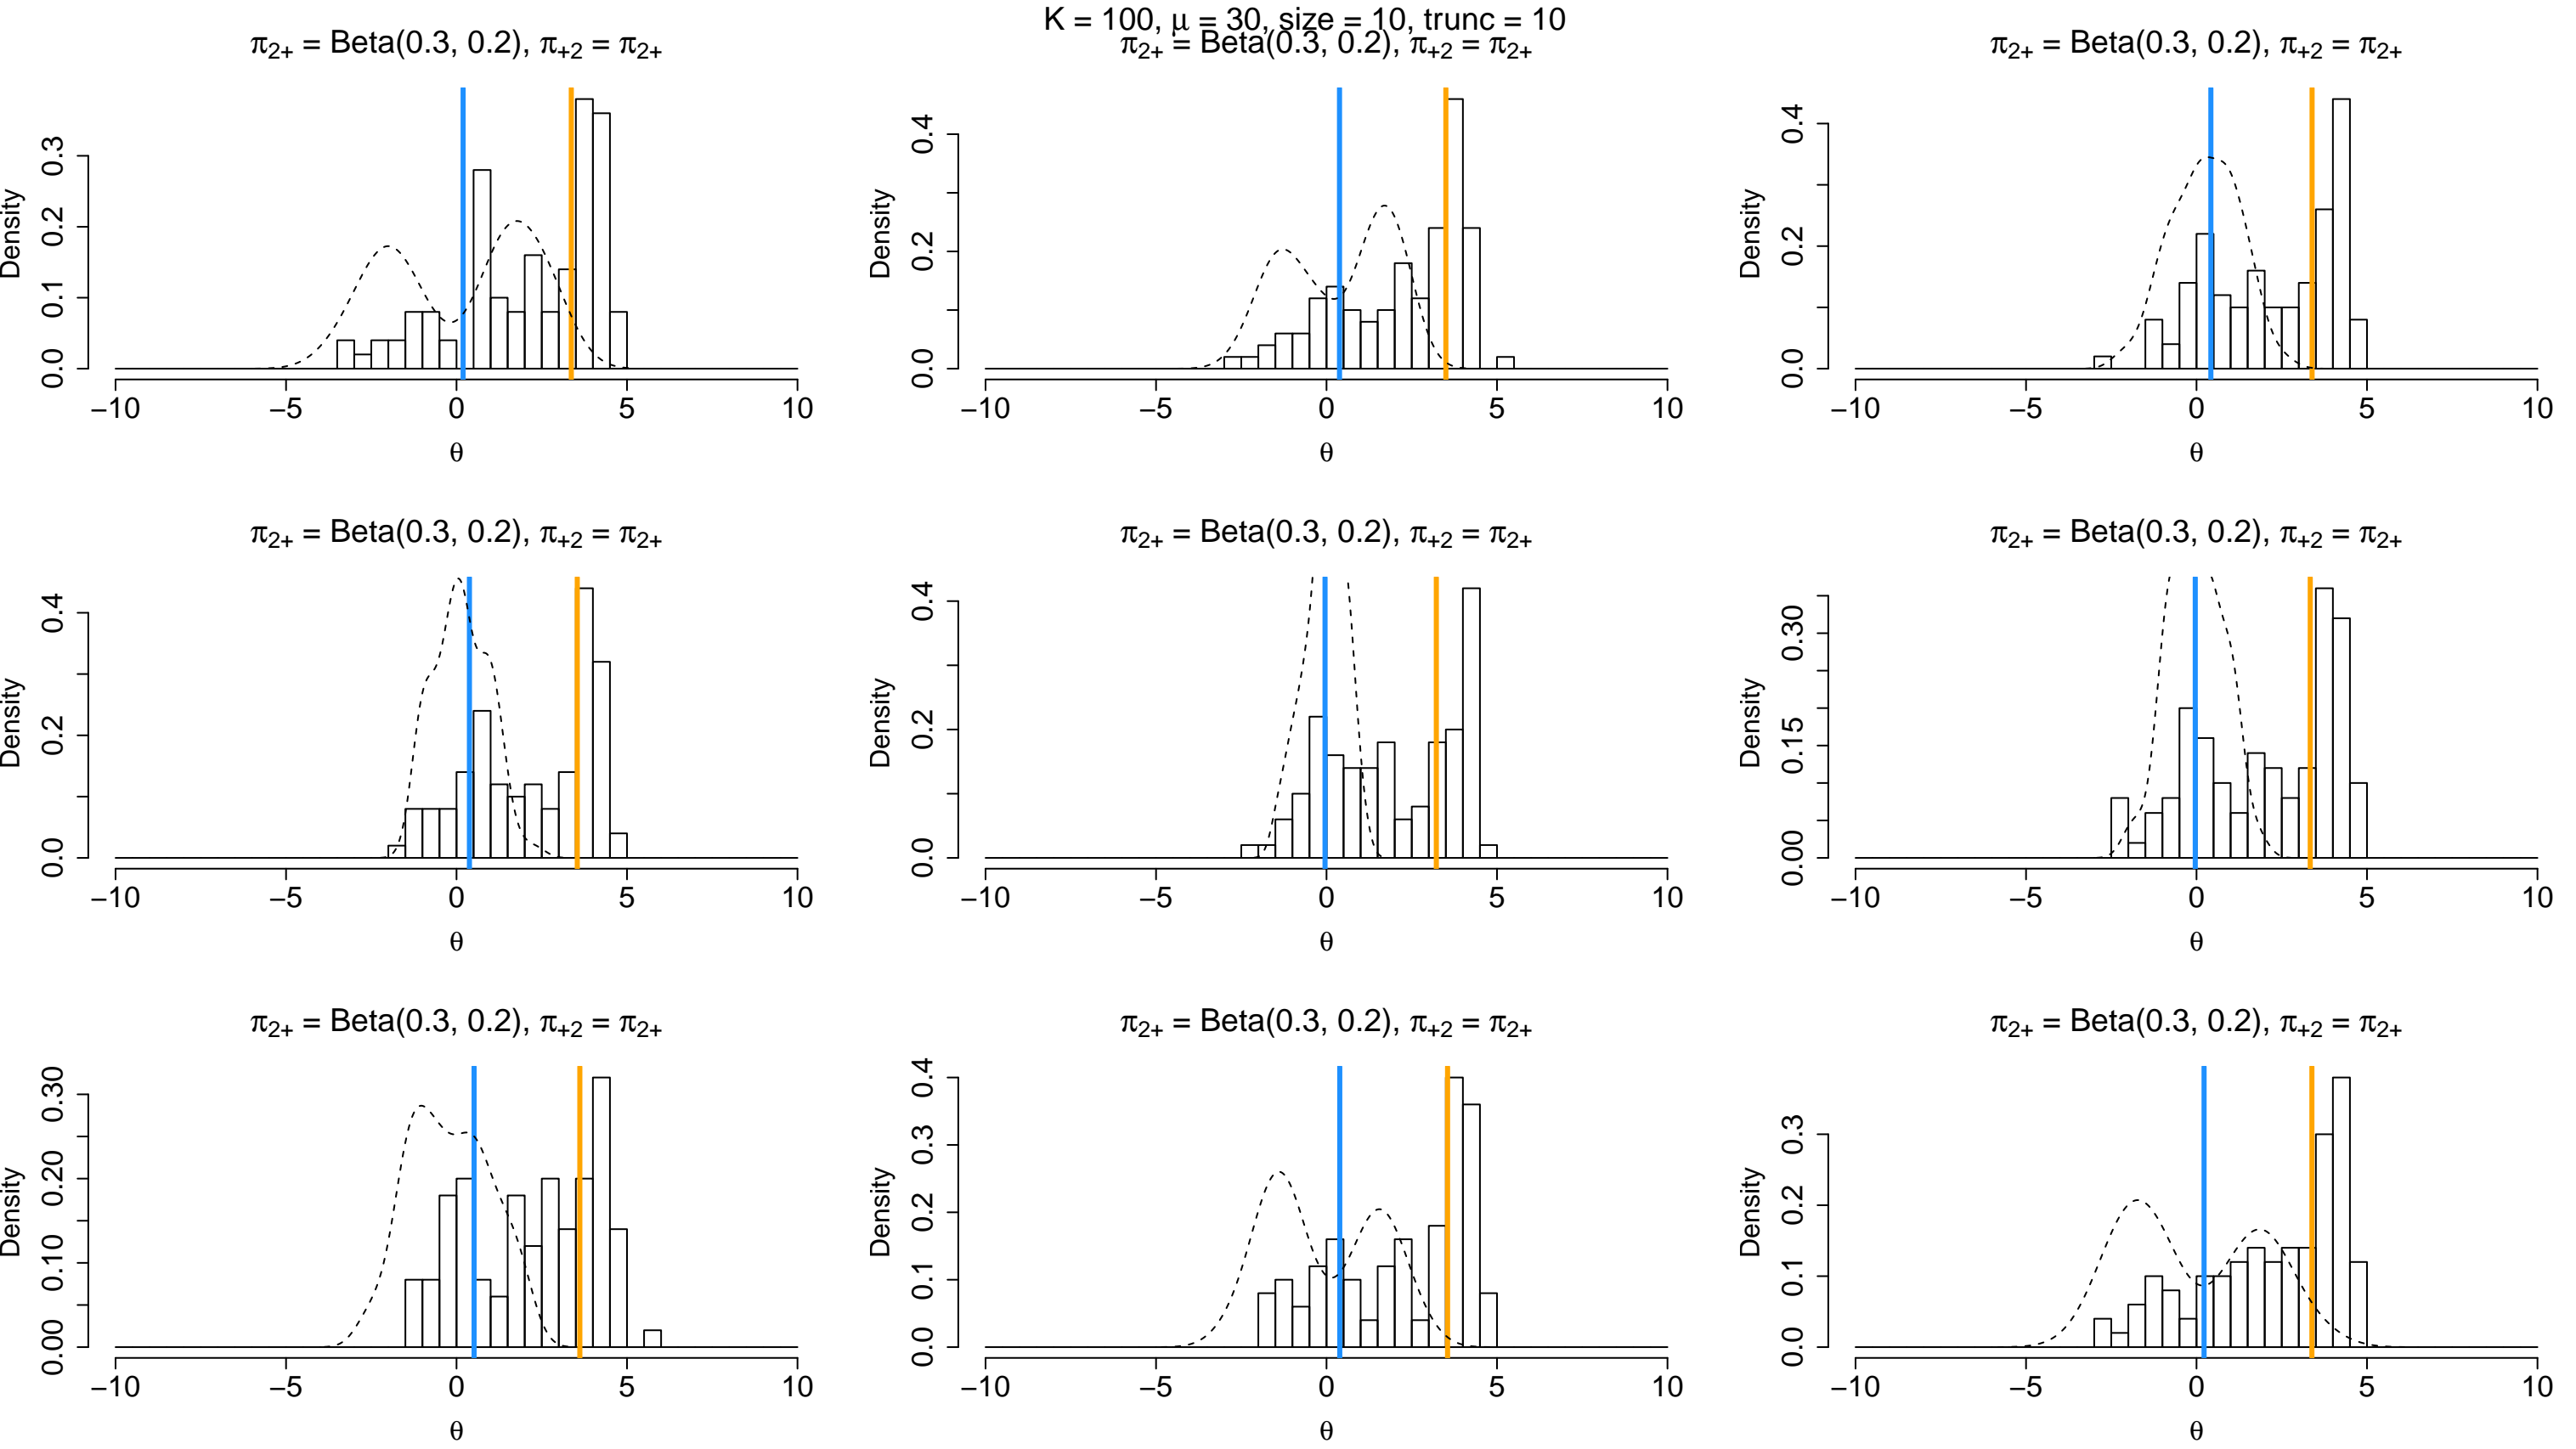 K = 100, μ = 30, size = 10, trunc = 10
π2+ = Beta(0.3, 0.2), π+2 = π2+
Density
0.0 0.1 0.2 0.3
−10 −5 0 5 10
θ
π2+ = Beta(0.3, 0.2), π+2 = π2+
Density
0.0 0.2 0.4
−10 −5 0 5 10
θ
π2+ = Beta(0.3, 0.2), π+2 = π2+
Density
0.0 0.2 0.4
−10 −5 0 5 10
θ
π2+ = Beta(0.3, 0.2), π+2 = π2+
Density
0.0 0.2 0.4
−10 −5 0 5 10
θ
π2+ = Beta(0.3, 0.2), π+2 = π2+
Density
0.0 0.2 0.4
−10 −5 0 5 10
θ
π2+ = Beta(0.3, 0.2), π+2 = π2+
Density
0.00 0.15 0.30
−10 −5 0 5 10
θ
π2+ = Beta(0.3, 0.2), π+2 = π2+
Density
0.00 0.10 0.20 0.30
−10 −5 0 5 10
θ
π2+ = Beta(0.3, 0.2), π+2 = π2+
Density
0.0 0.1 0.2 0.3 0.4
−10 −5 0 5 10
θ
π2+ = Beta(0.3, 0.2), π+2 = π2+
Density
0.0 0.1 0.2 0.3
−10 −5 0 5 10
θ